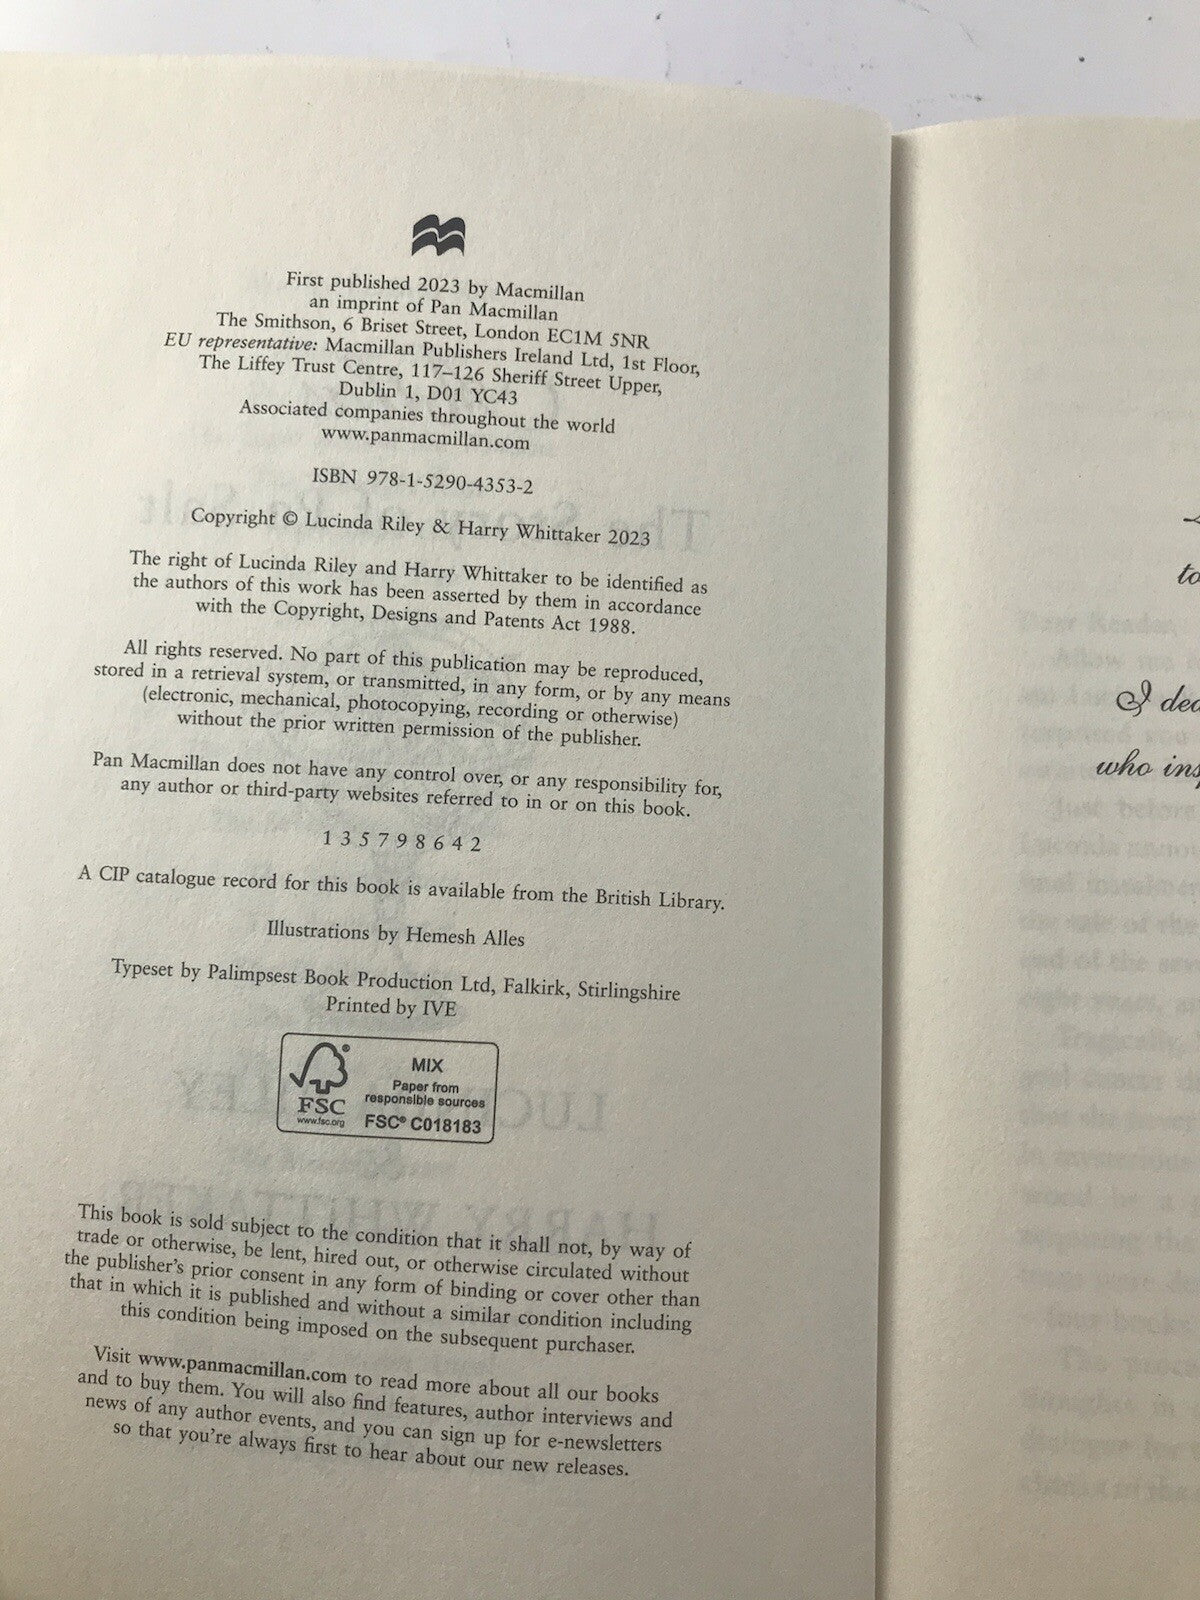 First published 2023 by Macmillan
an imprint of Pan Macmillan
The Smithson, 6 Briset Street, London EC1M 5NR
EU representative: Macmillan Publishers Ireland Ltd, 1st Floor,
The Liffey Trust Centre, 117–126 Sheriff Street Upper,
Dublin 1, D01 YC43
Associated companies throughout the world
www.panmacmillan.com
ISBN 978-1-5290-4353-2
Copyright © Lucinda Riley & Harry Whittaker 2023
The right of Lucinda Riley and Harry Whittaker to be identified as
the authors of this work has been asserted by them in accordance
with the Copyright, Designs and Patents Act 1988.
All rights reserved. No part of this publication may be reproduced,
stored in a retrieval system, or transmitted, in any form, or by any means
(electronic, mechanical, photocopying, recording or otherwise)
without the prior written permission of the publisher.
Pan Macmillan does not have any control over, or any responsibility for,
any author or third-party websites referred to in or on this book.
1 3 5 7 9 8 6 4 2
A CIP catalogue record for this book is available from the British Library.
Illustrations by Hemesh Alles
Typeset by Palimpsest Book Production Ltd, Falkirk, Stirlingshire
Printed by IVE
FSC
www.fsc.org
MIX
Paper from
responsible sources
FSC® C018183
This book is sold subject to the condition that it shall not, by way of
trade or otherwise, be lent, hired out, or otherwise circulated without
the publisher's prior consent in any form of binding or cover other than
that in which it is published and without a similar condition including
this condition being imposed on the subsequent purchaser.
Visit www.panmacmillan.com to read more about all our books
and to buy them. You will also find features, author interviews and
news of any author events, and you can sign up for e-newsletters
so that you're always first to hear about our new releases.
to
I dec
who insp